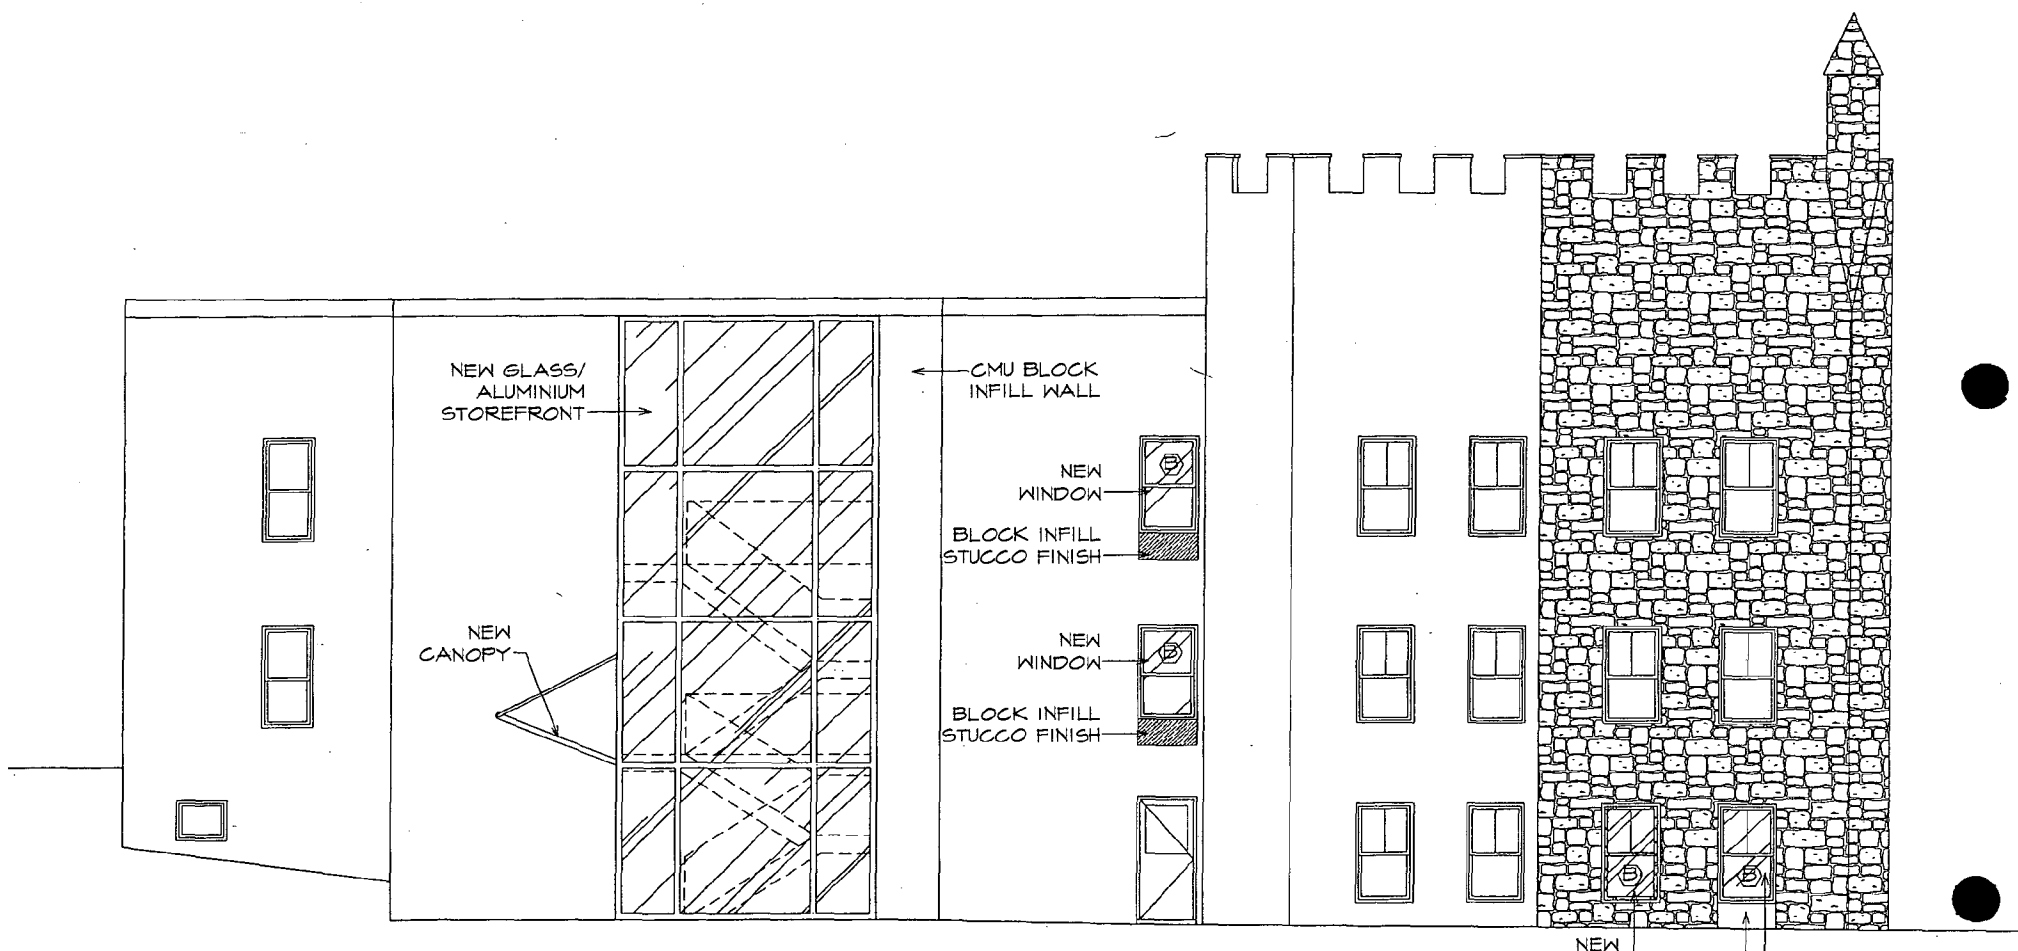 NEW GLASS/
ALUMINIUM
STOREFRONT
CMU BLOCK
INFILL WALL
B
NEW
WINDOW
BLOCK INFILL
STUCCO FINISH
NEW
CANOPY
B
NEW
WINDOW
BLOCK INFILL
STUCCO FINISH
B
B
NEW